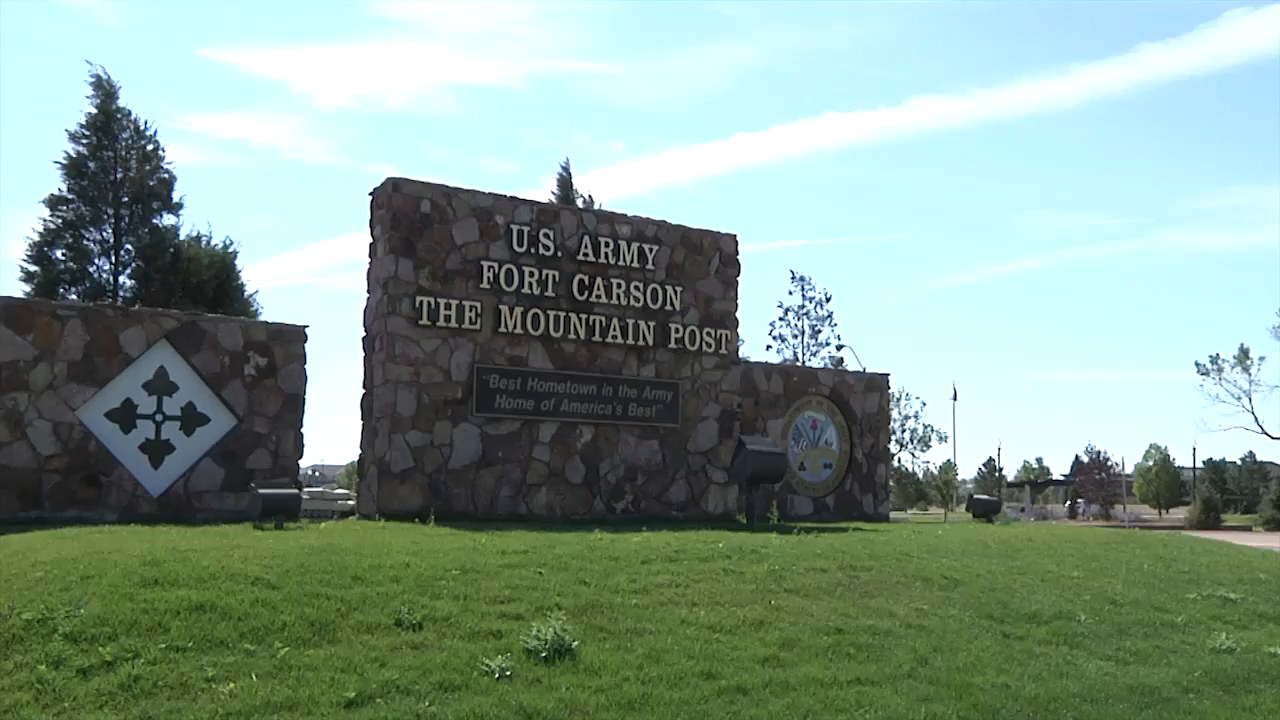 U.S. ARMY
FORT CARSON
THE MOUNTAIN POST
"Best Hometown in the Army
Home of America's Best"